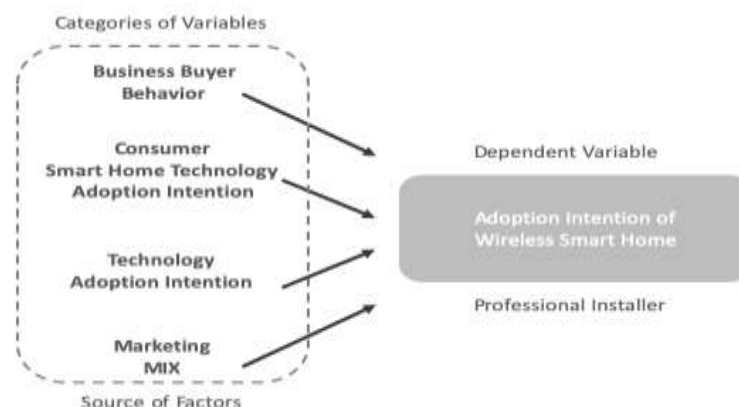 Categories of Variables
Business Buyer
Behavior
Consumer
Smart Home Technology
Adoption Intention
Technology
Adoption Intention
Marketing
MIX
Source of Factors
Dependent Variable
Adoption Intention of
Wireless Smart Home
Professional Installer